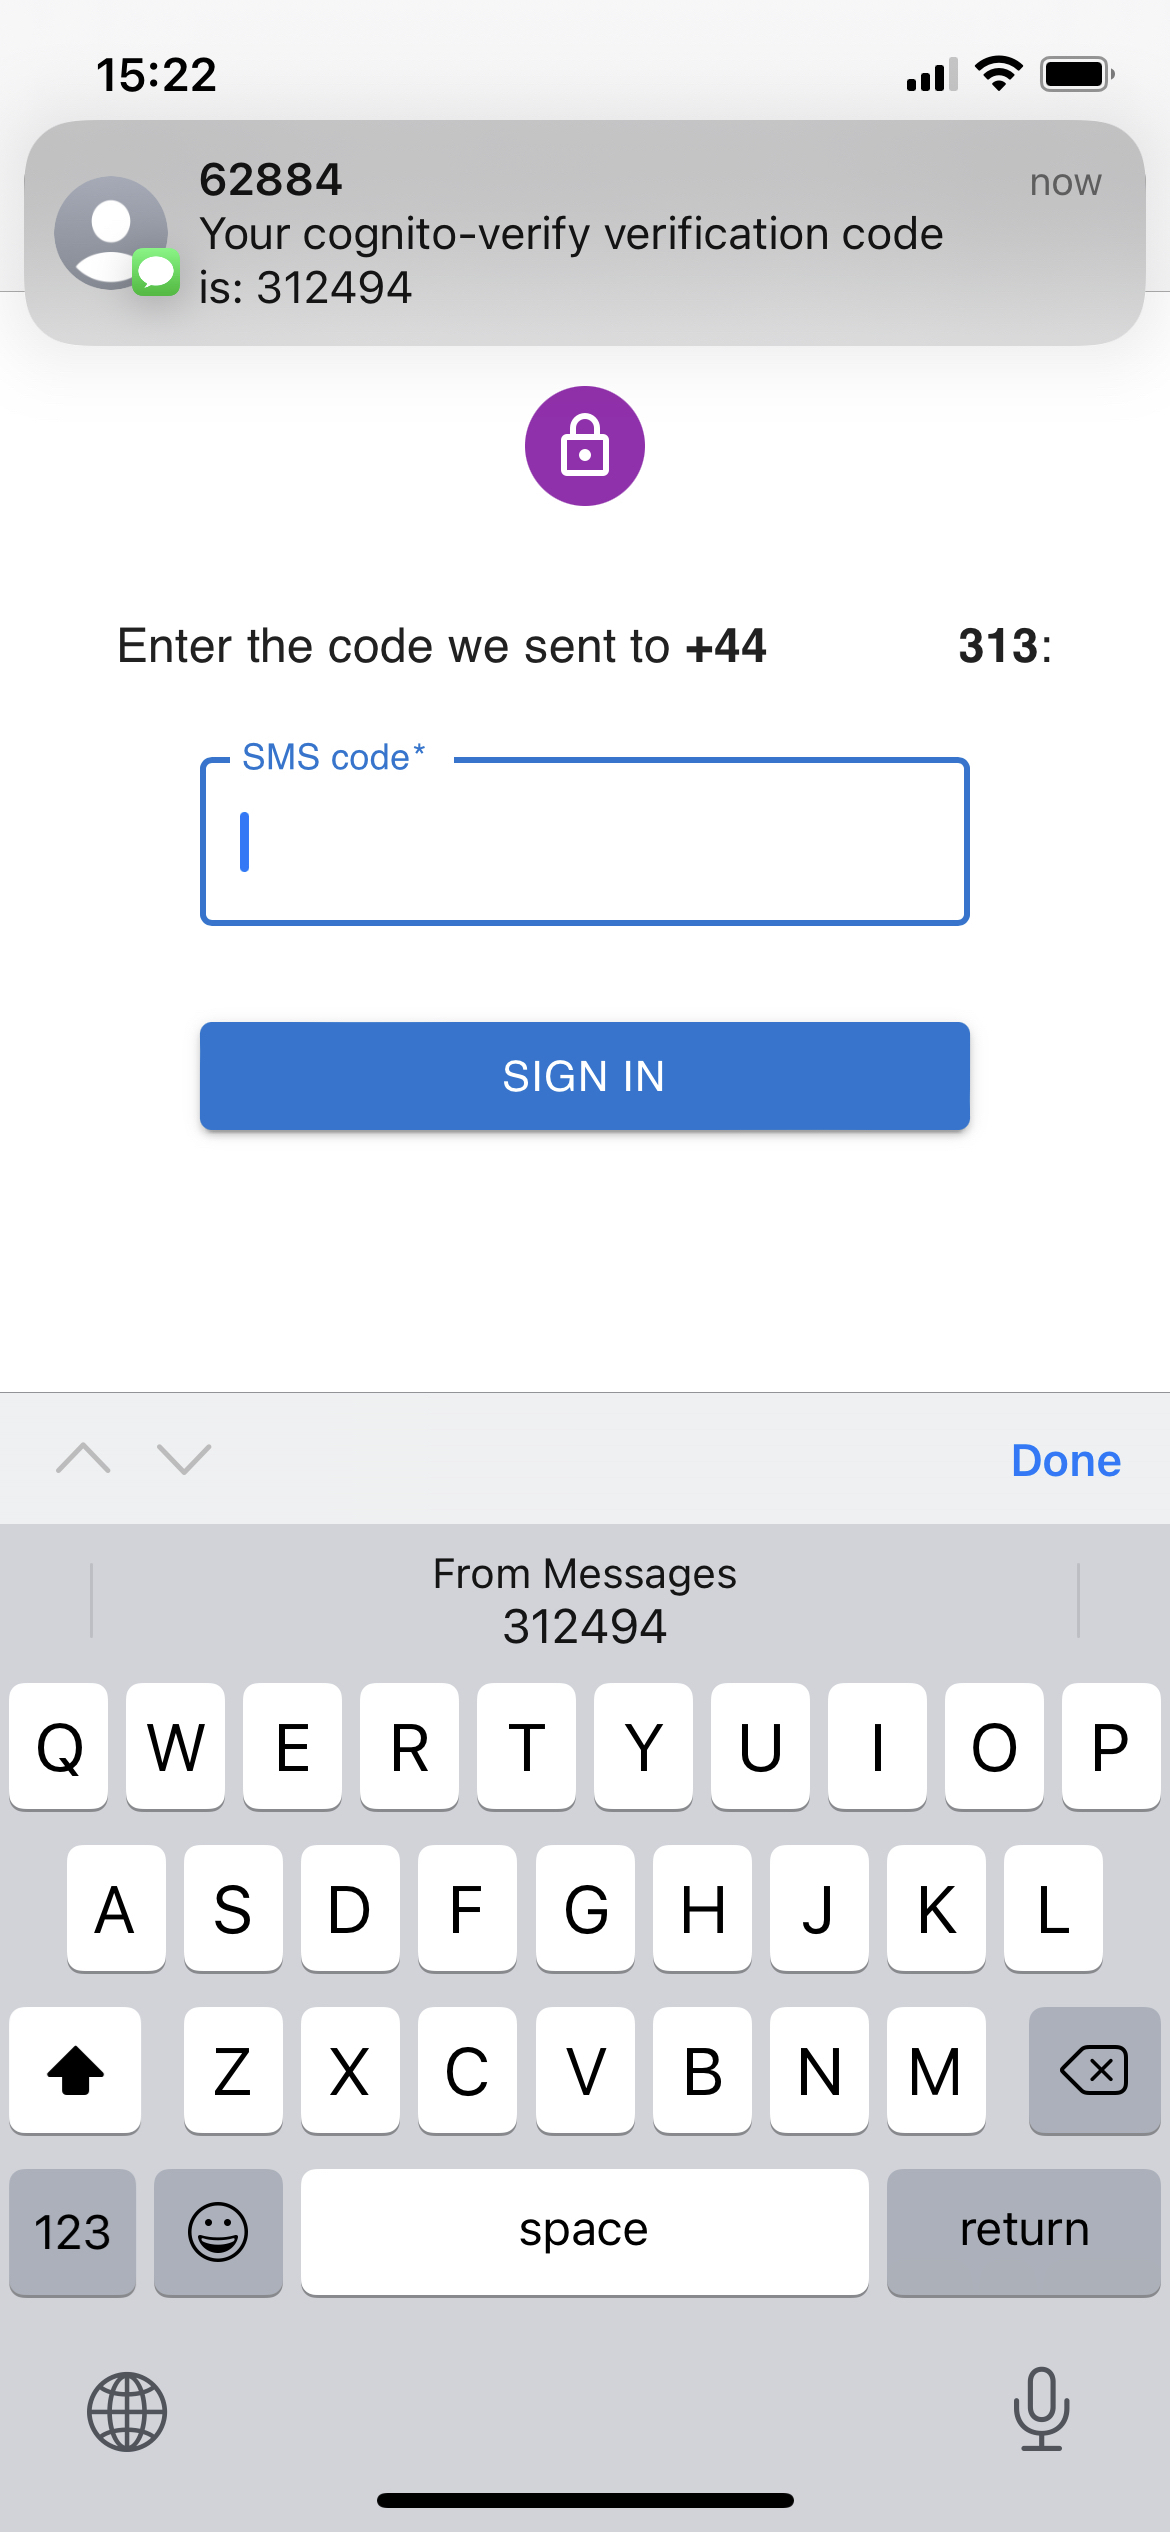 15:22
62884 now
Your cognito-verify verification code
is: 312494
Enter the code we sent to +44 313:
SMS code*
SIGN IN
Done
From Messages
312494
Q W E R T Y U I O P
A S D F G H J K L
Z X C V B N M
123 space return